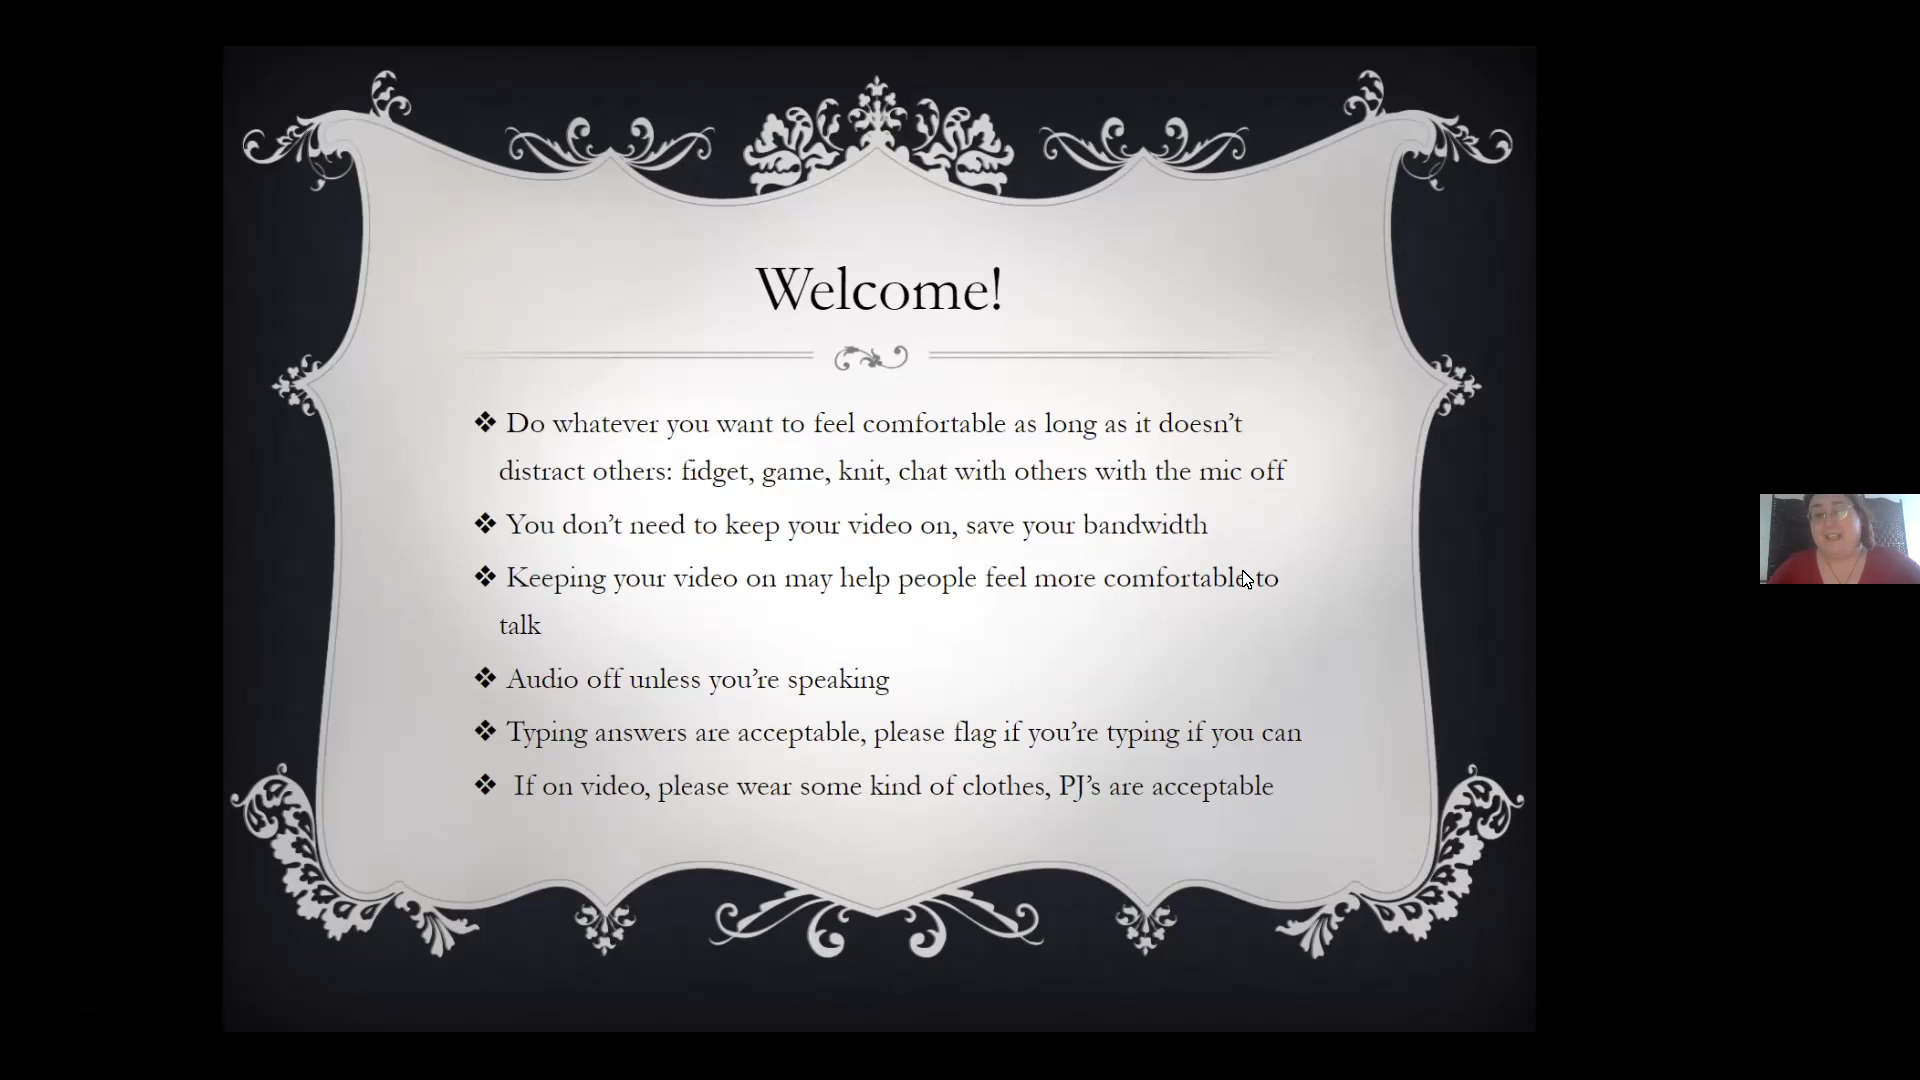 Welcome!
❖ Do whatever you want to feel comfortable as long as it doesn’t
distract others: fidget, game, knit, chat with others with the mic off
❖ You don’t need to keep your video on, save your bandwidth
❖ Keeping your video on may help people feel more comfortable to
talk
❖ Audio off unless you’re speaking
❖ Typing answers are acceptable, please flag if you’re typing if you can
❖ If on video, please wear some kind of clothes, PJ’s are acceptable